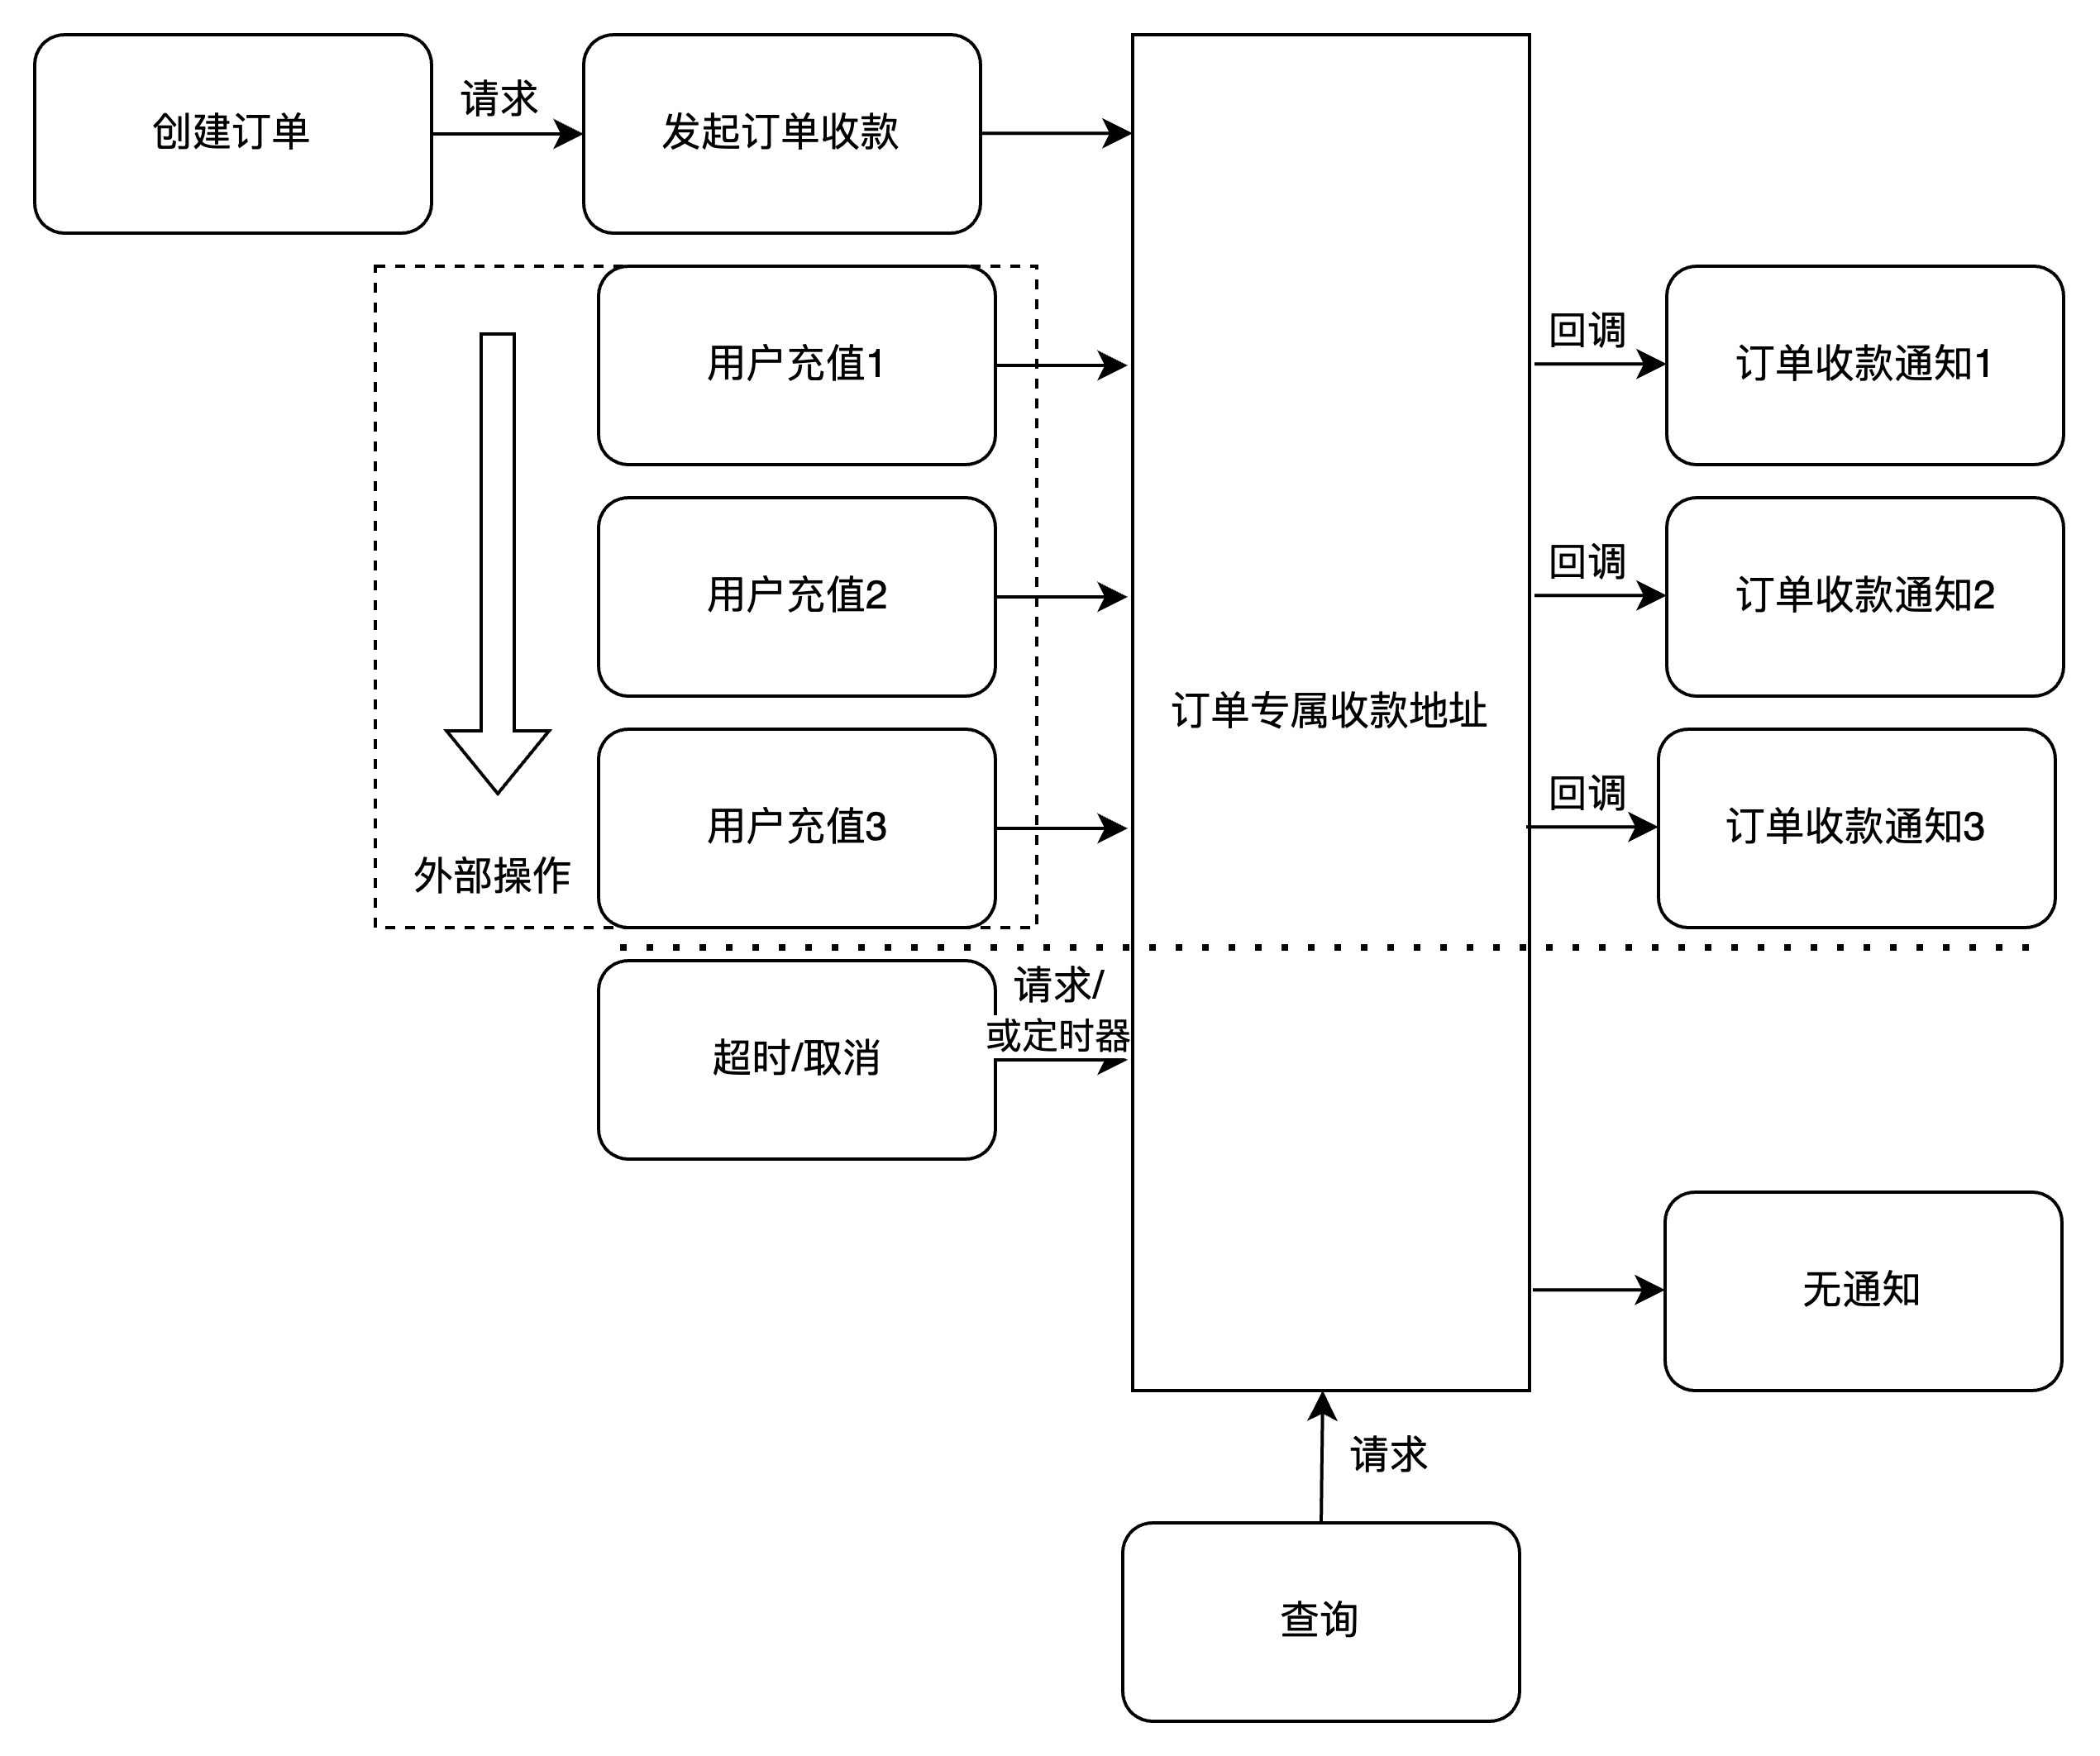 创建订单
请求
发起订单收款
用户充值1
回调
订单收款通知1
用户充值2
回调
订单收款通知2
订单专属收款地址
用户充值3
回调
订单收款通知3
外部操作
请求/
或定时器
超时/取消
无通知
请求
查询